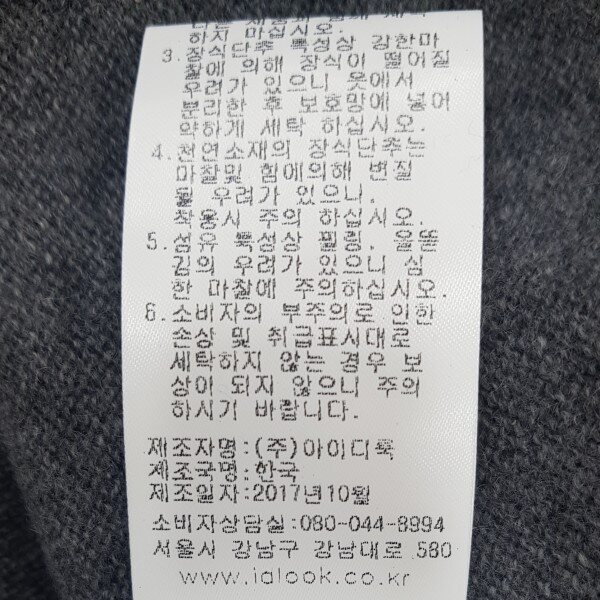 하지 마십시오.
3. 장식단추 특성상 강한마
찰에 의해 장식이 떨어질
우려가 있으니 옷에서
분리한 후 보호망에 넣어
약하게 세탁 하십시오.
4. 천연소재의 장식단추는
마찰및 힘에의해 변질
될 우려가 있으니.
착용시 주의 하십시오.
5. 섬유 특성상 필링, 올뜯
김의 우려가 있으니 심
한 마찰에 주의하십시오.
6. 소비자의 부주의로 인한
손상 및 취급표시대로
세탁하지 않는 경우 보
상이 되지 않으니 주의
하시기 바랍니다.
제조자명:(주)아이디룩
제조국명:한국
제조일자:2017년10월
소비자상담실:080-044-8994
서울시 강남구 강남대로 580
www.idlook.co.kr